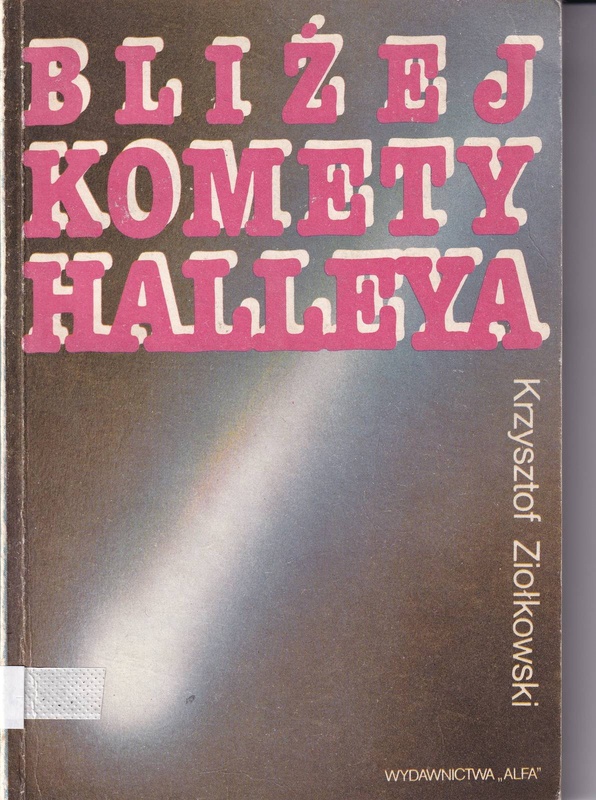 BLIŻEJ
KOMETY
HALLEYA
Krzysztof Ziołkowski
WYDAWNICTWA „ALFA"